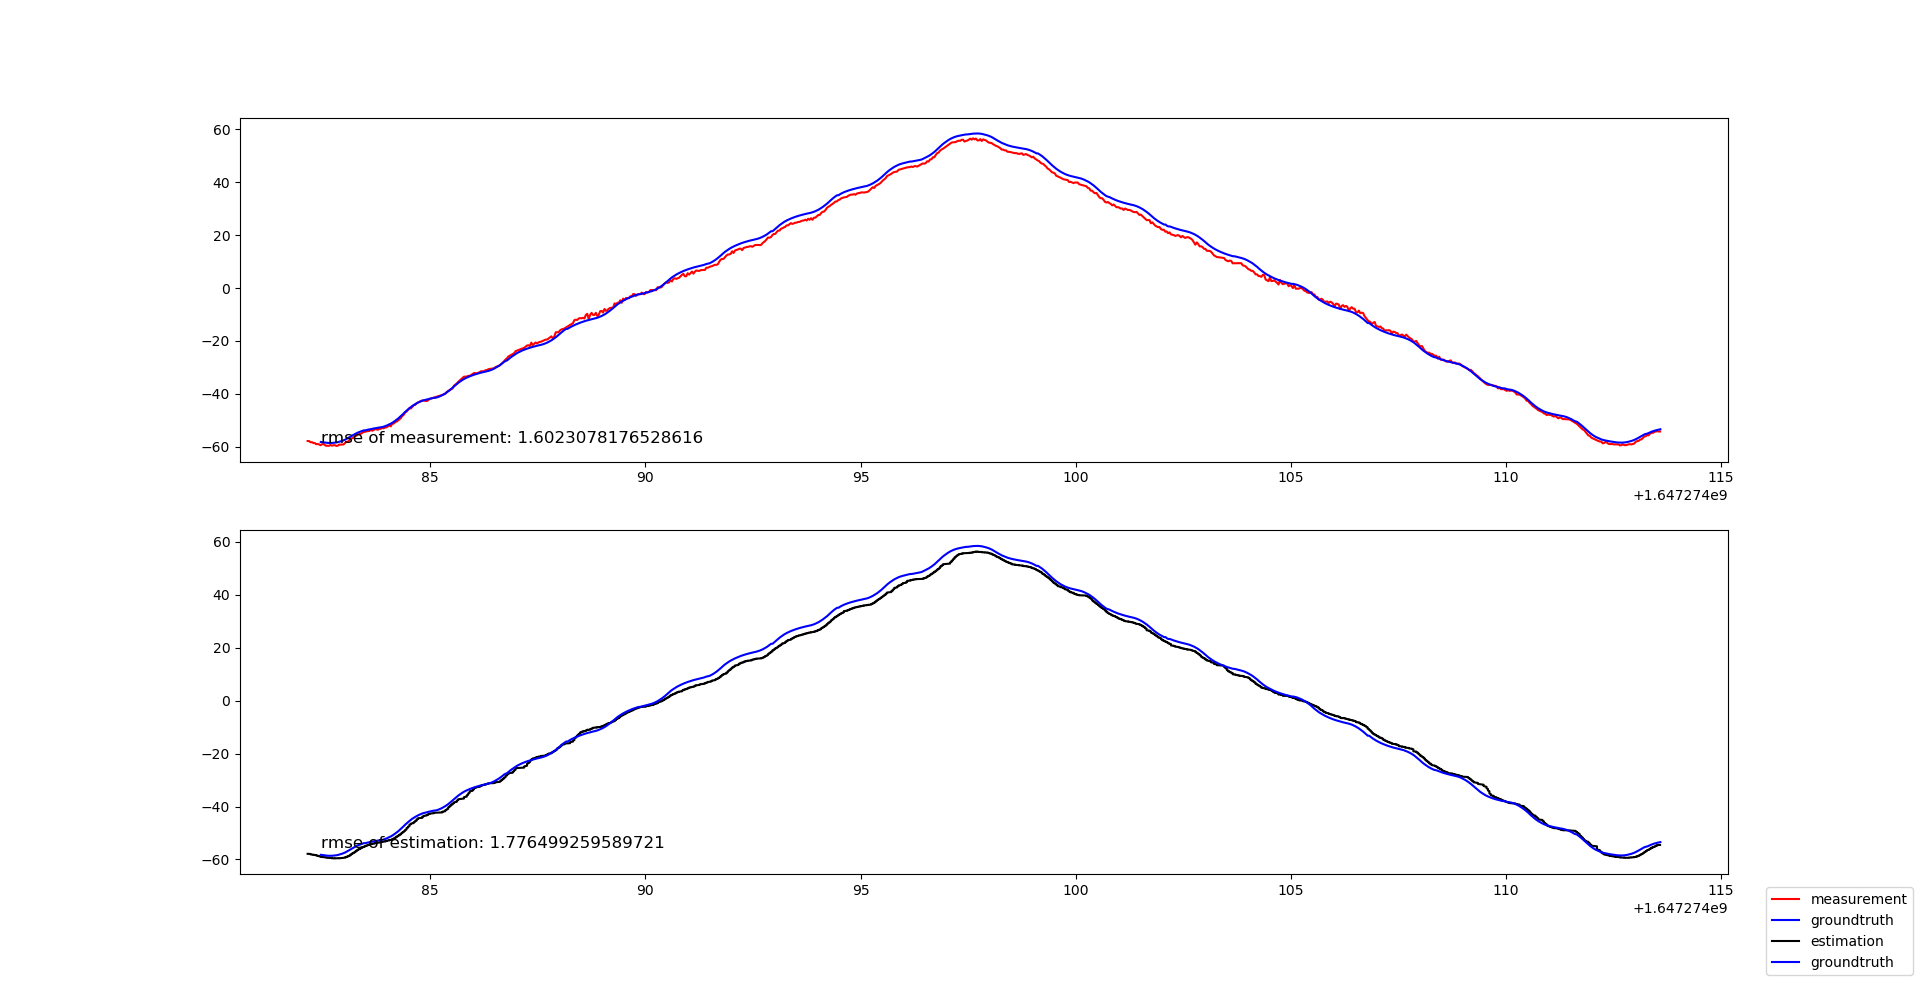 60
40
20
0
−20
−40
−60
rmse of measurement: 1.6023078176528616
85 90 95 100 105 110 115
+1.647274e9
60
40
20
0
−20
−40
−60
rmse of estimation: 1.776499259589721
85 90 95 100 105 110 115
+1.647274e9
measurement
groundtruth
estimation
groundtruth